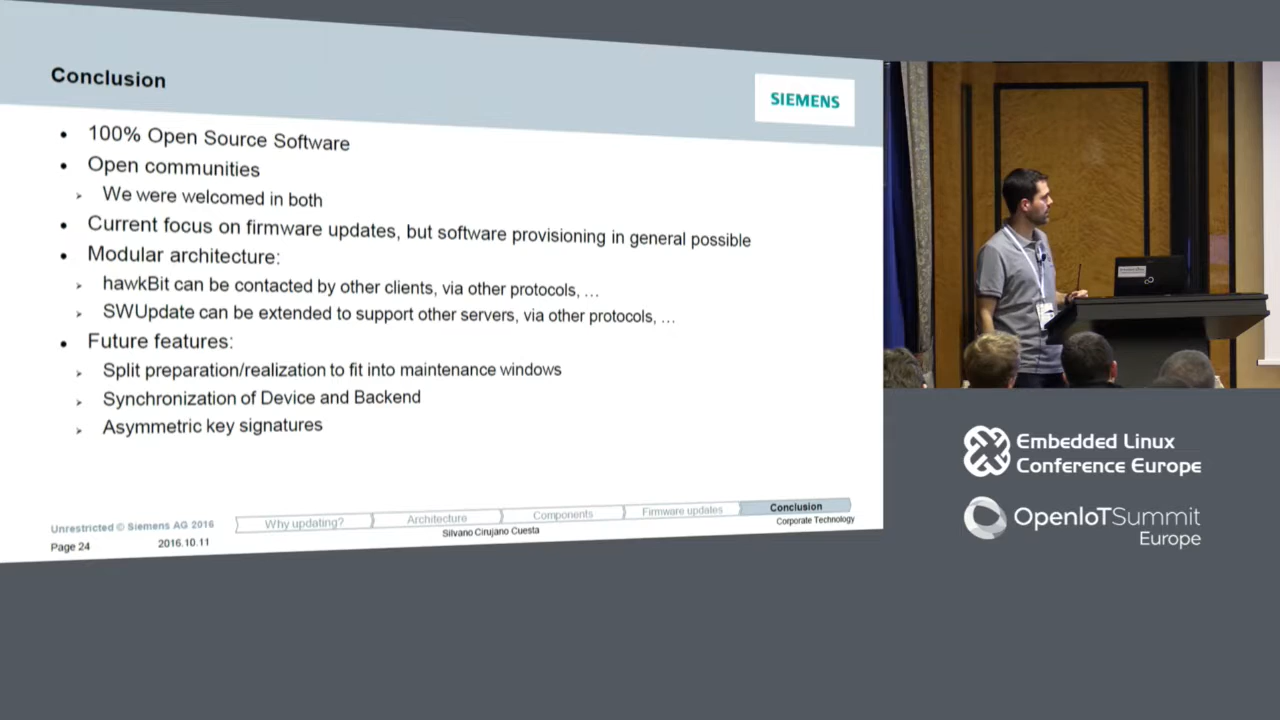 Conclusion
SIEMENS
• 100% Open Source Software
• Open communities
➢ We were welcomed in both
• Current focus on firmware updates, but software provisioning in general possible
• Modular architecture:
➢ hawkBit can be contacted by other clients, via other protocols, …
➢ SWUpdate can be extended to support other servers, via other protocols, …
• Future features:
➢ Split preparation/realization to fit into maintenance windows
➢ Synchronization of Device and Backend
➢ Asymmetric key signatures
Unrestricted © Siemens AG 2016
Page 24
2016.10.11
Why updating?
Architecture
Components
Firmware updates
Conclusion
Silvano Cirujano Cuesta
Corporate Technology
Embedded Linux
Conference Europe
OpenIoTSummit
Europe